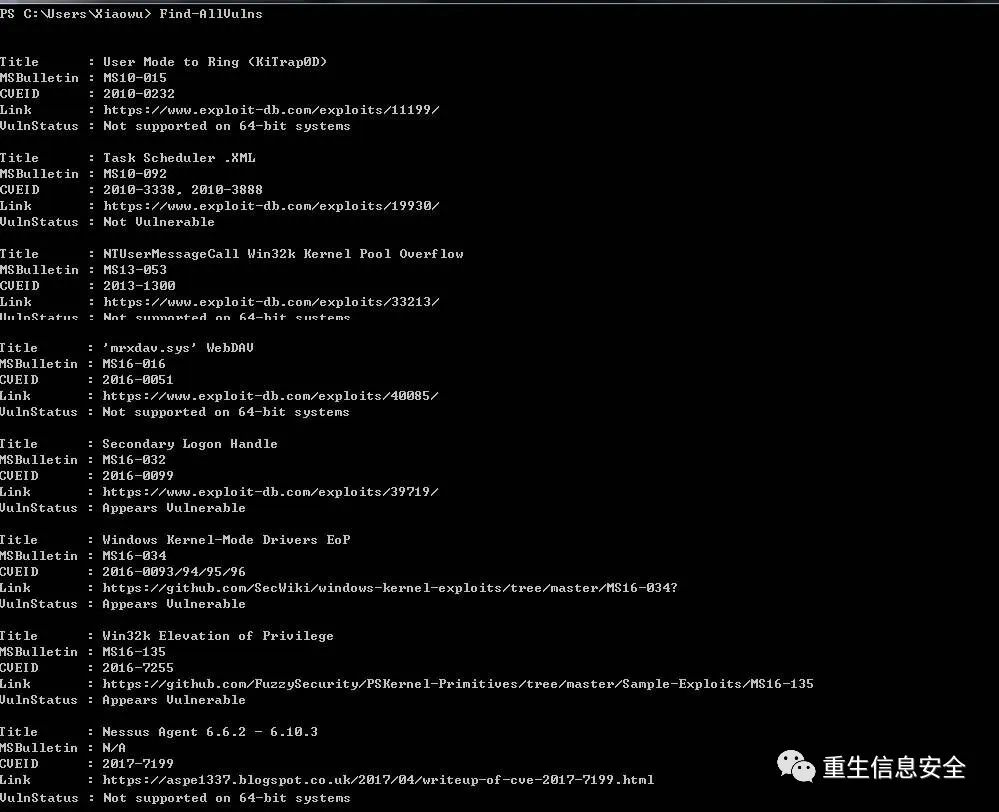 PS C:\Users\Xiaowu> Find-AllVulns
Title      : User Mode to Ring (KiTrap0D)
MSBulletin : MS10-015
CVEID      : 2010-0232
Link       : https://www.exploit-db.com/exploits/11199/
VulnStatus : Not supported on 64-bit systems
Title      : Task Scheduler .XML
MSBulletin : MS10-092
CVEID      : 2010-3338, 2010-3888
Link       : https://www.exploit-db.com/exploits/19930/
VulnStatus : Not Vulnerable
Title      : NTUserMessageCall Win32k Kernel Pool Overflow
MSBulletin : MS13-053
CVEID      : 2013-1300
Link       : https://www.exploit-db.com/exploits/33213/
VulnStatus : Not supported on 64-bit systems
Title      : 'mrxdav.sys' WebDAV
MSBulletin : MS16-016
CVEID      : 2016-0051
Link       : https://www.exploit-db.com/exploits/40085/
VulnStatus : Not supported on 64-bit systems
Title      : Secondary Logon Handle
MSBulletin : MS16-032
CVEID      : 2016-0099
Link       : https://www.exploit-db.com/exploits/39719/
VulnStatus : Appears Vulnerable
Title      : Windows Kernel-Mode Drivers EoP
MSBulletin : MS16-034
CVEID      : 2016-0093/94/95/96
Link       : https://github.com/SecWiki/windows-kernel-exploits/tree/master/MS16-034?
VulnStatus : Appears Vulnerable
Title      : Win32k Elevation of Privilege
MSBulletin : MS16-135
CVEID      : 2016-7255
Link       : https://github.com/FuzzySecurity/PSKernel-Primitives/tree/master/Sample-Exploits/MS16-135
VulnStatus : Appears Vulnerable
Title      : Nessus Agent 6.6.2 - 6.10.3
MSBulletin : N/A
CVEID      : 2017-7199
Link       : https://aspe1337.blogspot.co.uk/2017/04/writeup-of-cve-2017-7199.html
VulnStatus : Not supported on 64-bit systems
重生信息安全